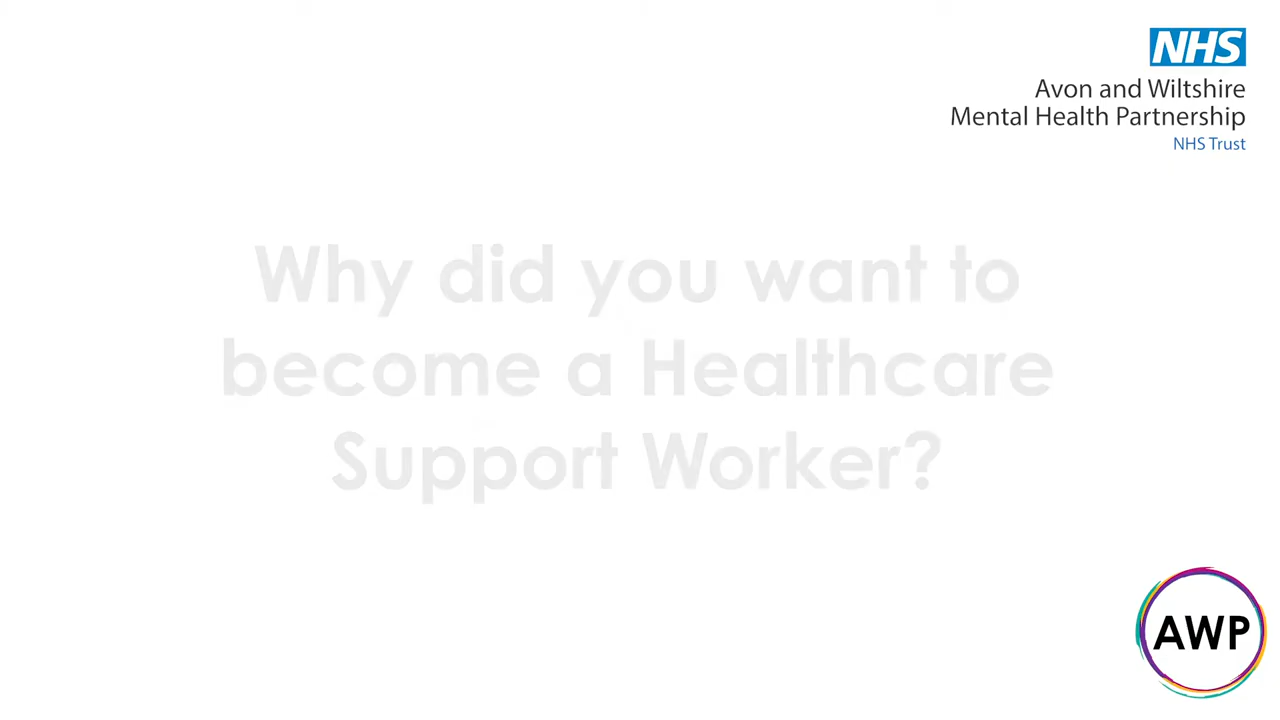 NHS
Avon and Wiltshire
Mental Health Partnership
NHS Trust
Why did you want to
become a Healthcare
Support Worker?
AWP